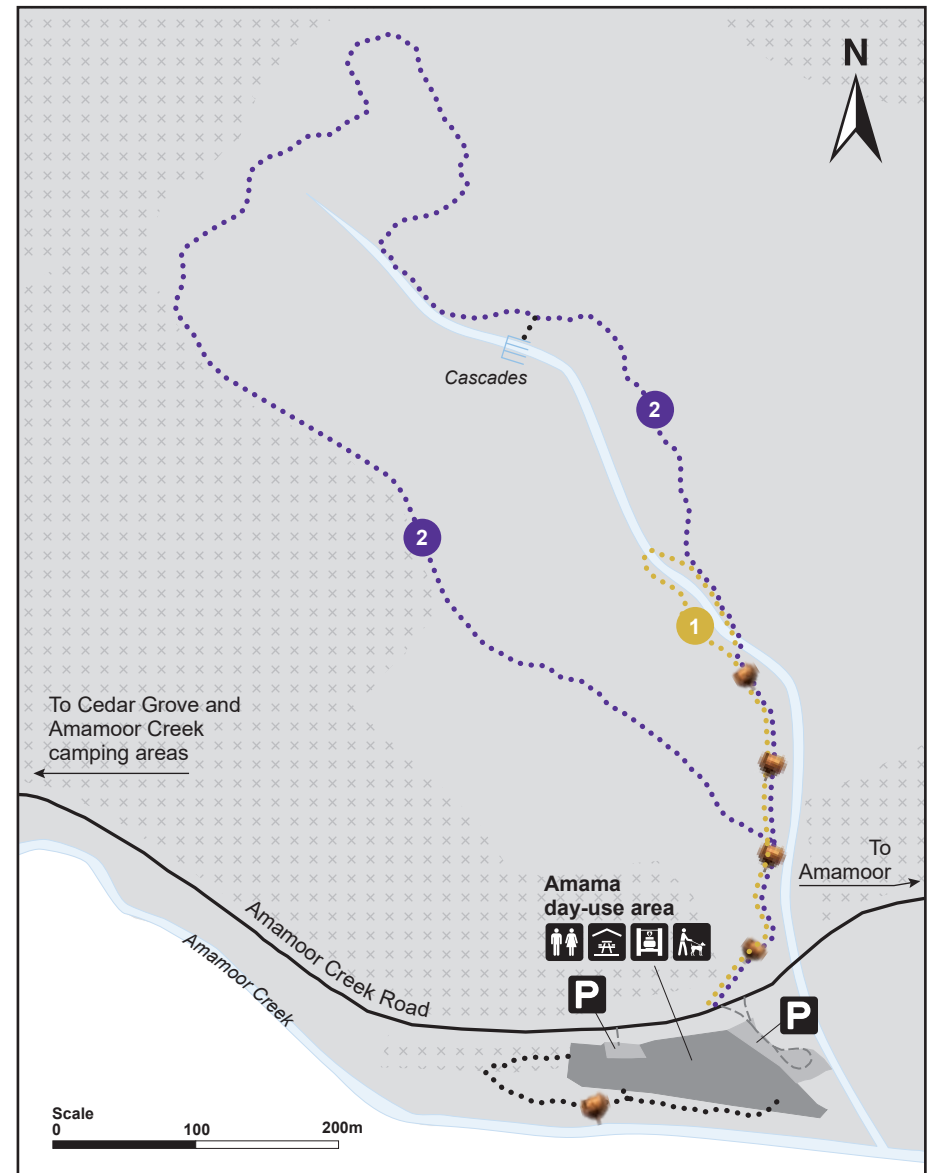 N
Cascades
2
2
1
To Cedar Grove and
Amamoor Creek
camping areas
To
Amamoor
Amama
day-use area
P
P
Amamoor Creek Road
Amamoor Creek
Scale
0 100 200m